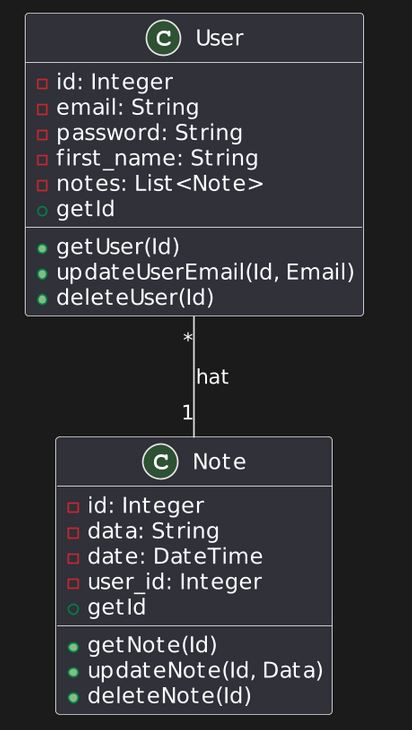 C User
id: Integer
email: String
password: String
first_name: String
notes: List<Note>
getId
getUser(Id)
updateUserEmail(Id, Email)
deleteUser(Id)
*
hat
1
C Note
id: Integer
data: String
date: DateTime
user_id: Integer
getId
getNote(Id)
updateNote(Id, Data)
deleteNote(Id)